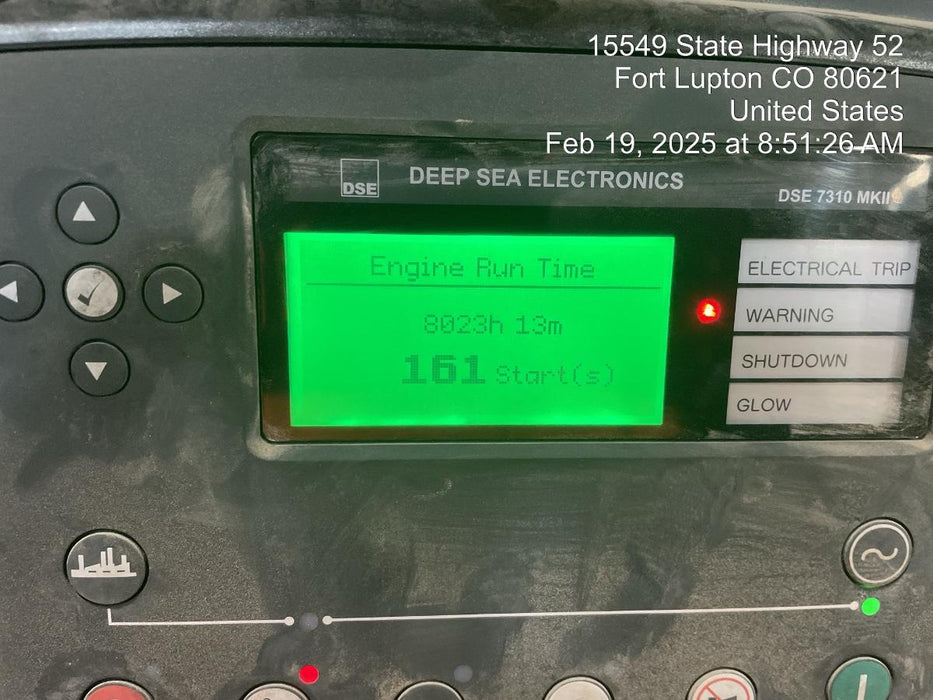 15549 State Highway 52
Fort Lupton CO 80621
United States
Feb 19, 2025 at 8:51:26 AM
DSE
DEEP SEA ELECTRONICS
DSE 7310 MKII
Engine Run Time
8023h 13m
161 Start(s)
ELECTRICAL TRIP
WARNING
SHUTDOWN
GLOW